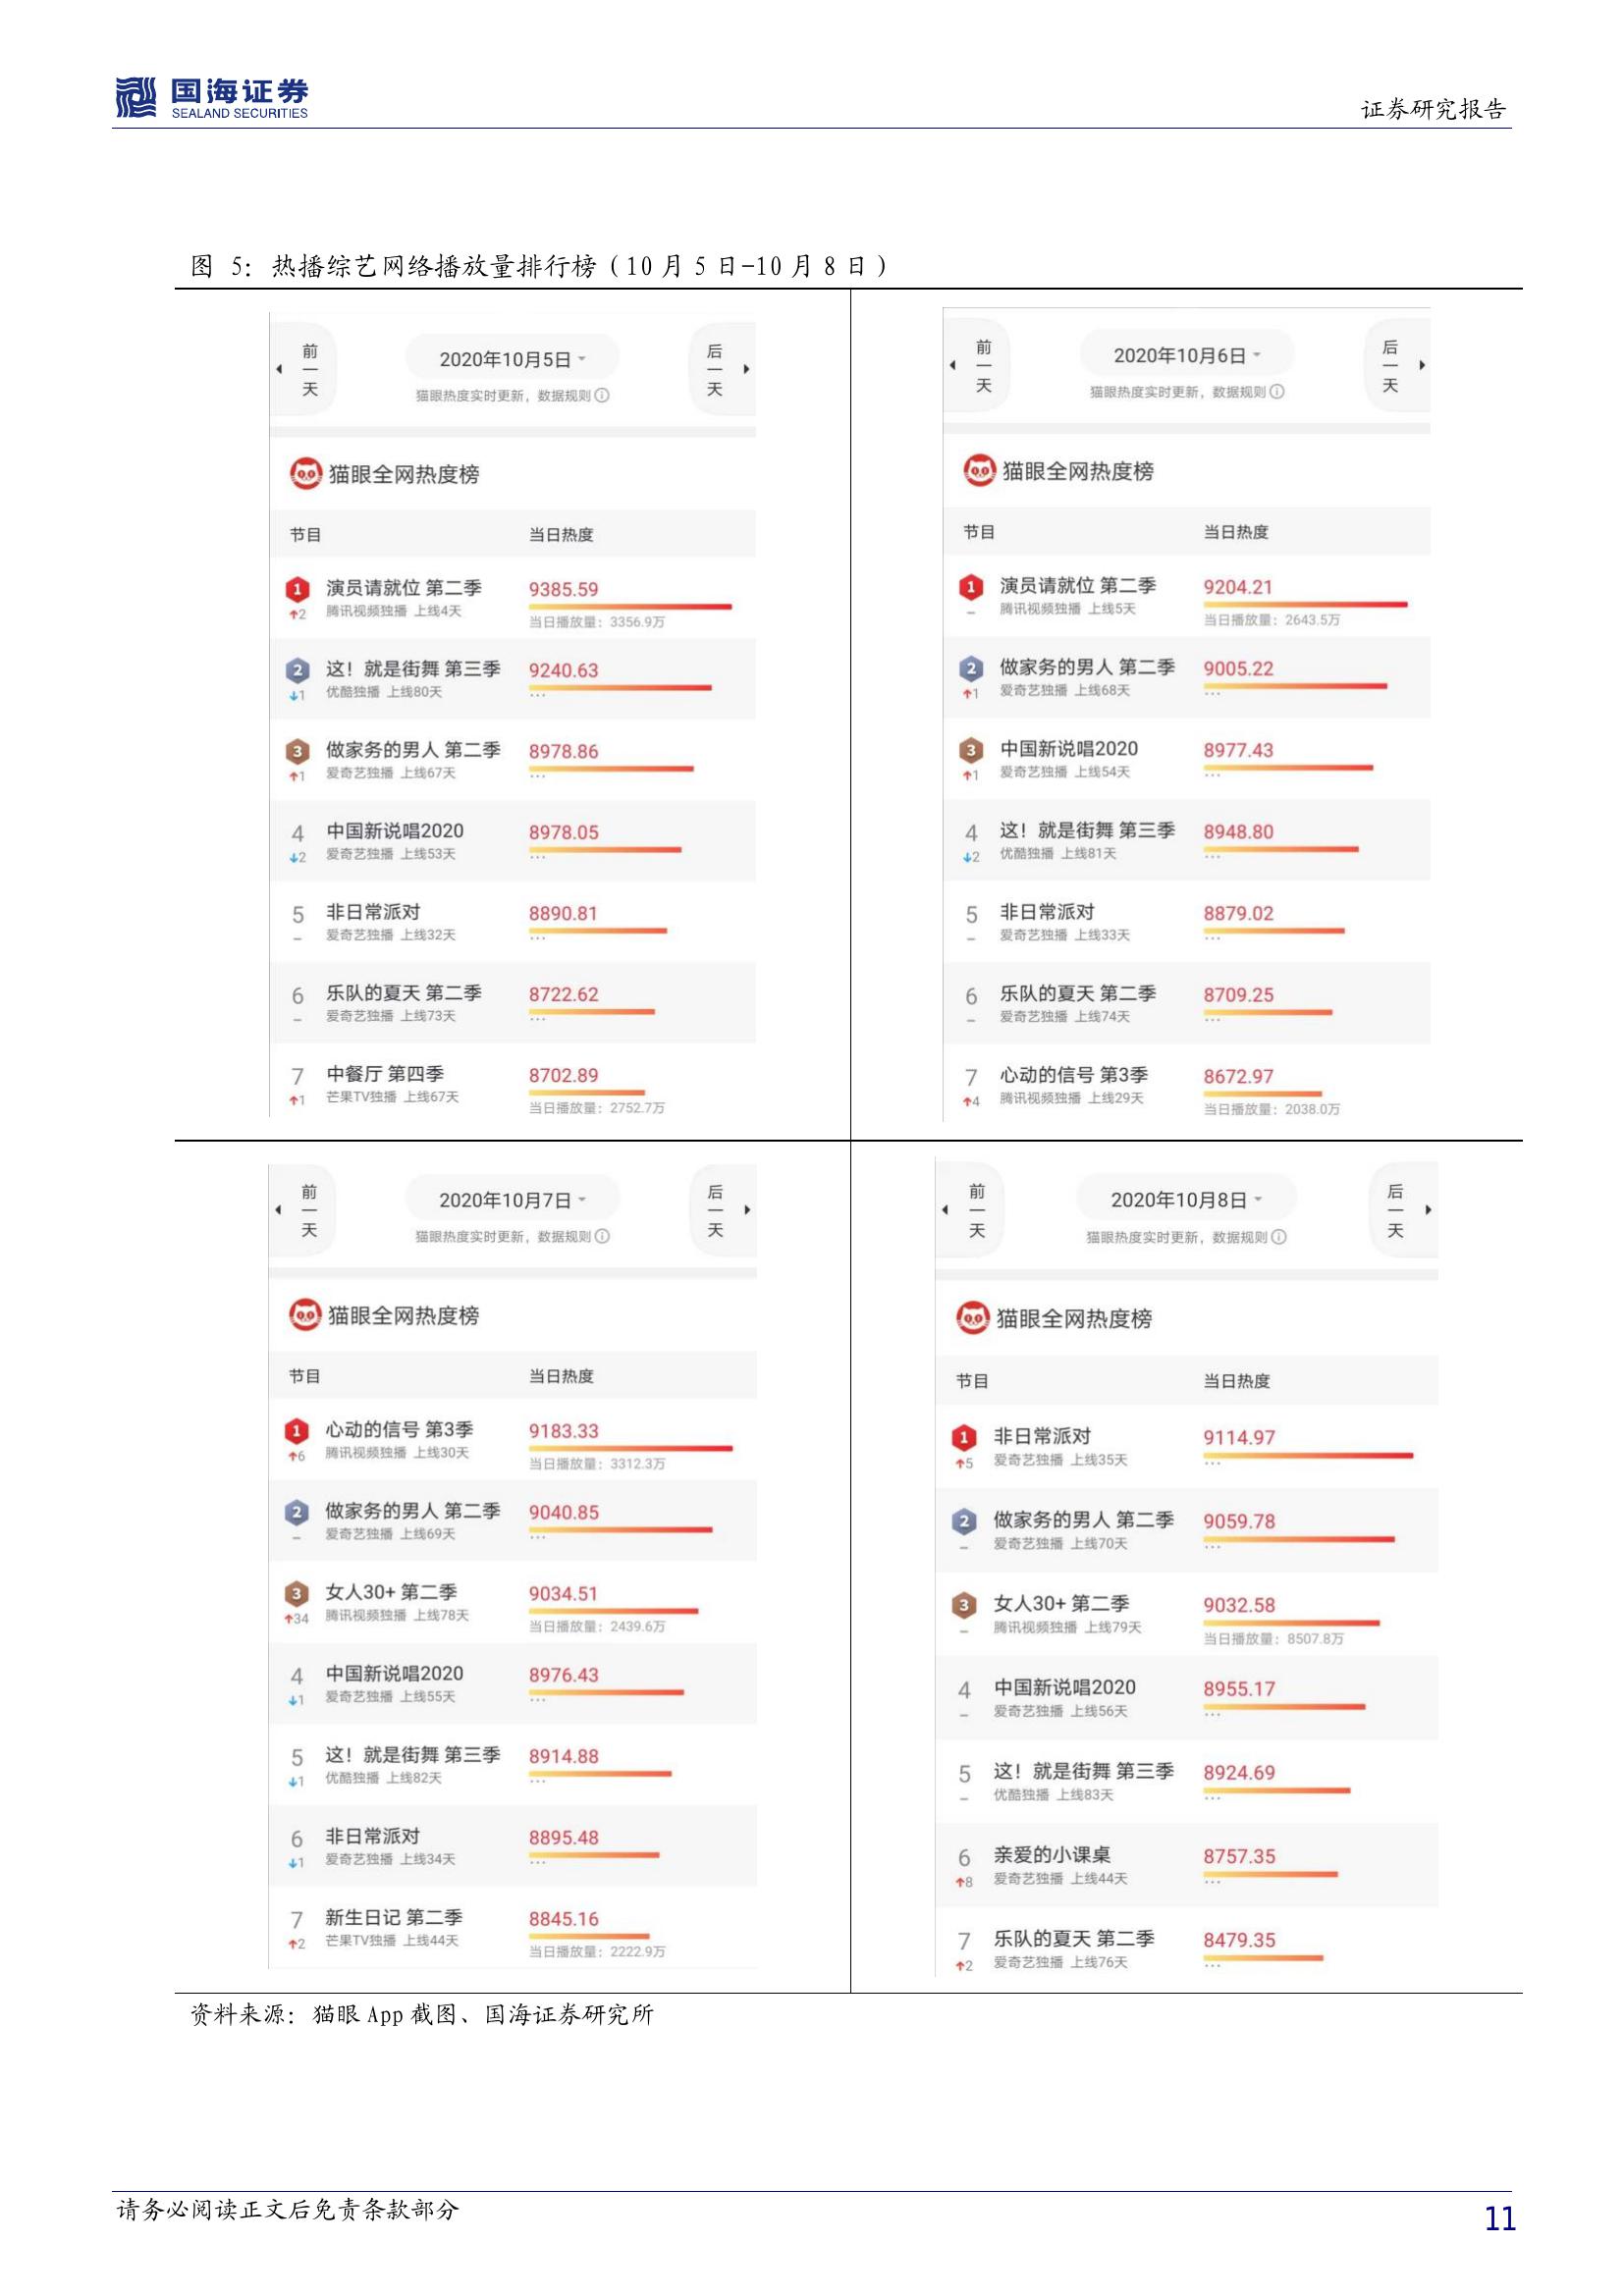 国海证券
SEALAND SECURITIES
证券研究报告
图 5：热播综艺网络播放量排行榜（10 月 5 日-10 月 8 日）
前一天
2020年10月5日
后一天
猫眼热度实时更新，数据规则
猫眼全网热度榜
节目 当日热度
1 演员请就位 第二季 9385.59
↑2 腾讯视频独播 上线4天 当日播放量：3356.9万
2 这！就是街舞 第三季 9240.63
↓1 优酷独播 上线80天 ...
3 做家务的男人 第二季 8978.86
↑1 爱奇艺独播 上线67天 ...
4 中国新说唱2020 8978.05
↓2 爱奇艺独播 上线53天 ...
5 非日常派对 8890.81
– 爱奇艺独播 上线32天 ...
6 乐队的夏天 第二季 8722.62
– 爱奇艺独播 上线73天 ...
7 中餐厅 第四季 8702.89
↑1 芒果TV独播 上线67天 当日播放量：2752.7万
前一天
2020年10月6日
后一天
猫眼热度实时更新，数据规则
猫眼全网热度榜
节目 当日热度
1 演员请就位 第二季 9204.21
– 腾讯视频独播 上线5天 当日播放量：2643.5万
2 做家务的男人 第二季 9005.22
↑1 爱奇艺独播 上线68天 ...
3 中国新说唱2020 8977.43
↑1 爱奇艺独播 上线54天 ...
4 这！就是街舞 第三季 8948.80
↓2 优酷独播 上线81天 ...
5 非日常派对 8879.02
– 爱奇艺独播 上线33天 ...
6 乐队的夏天 第二季 8709.25
– 爱奇艺独播 上线74天 ...
7 心动的信号 第3季 8672.97
↑4 腾讯视频独播 上线29天 当日播放量：2038.0万
前一天
2020年10月7日
后一天
猫眼热度实时更新，数据规则
猫眼全网热度榜
节目 当日热度
1 心动的信号 第3季 9183.33
↑6 腾讯视频独播 上线30天 当日播放量：3312.3万
2 做家务的男人 第二季 9040.85
– 爱奇艺独播 上线69天 ...
3 女人30+ 第二季 9034.51
↑34 腾讯视频独播 上线78天 当日播放量：2439.6万
4 中国新说唱2020 8976.43
↓1 爱奇艺独播 上线55天 ...
5 这！就是街舞 第三季 8914.88
↓1 优酷独播 上线82天 ...
6 非日常派对 8895.48
↓1 爱奇艺独播 上线34天 ...
7 新生日记 第二季 8845.16
↑2 芒果TV独播 上线44天 当日播放量：2222.9万
前一天
2020年10月8日
后一天
猫眼热度实时更新，数据规则
猫眼全网热度榜
节目 当日热度
1 非日常派对 9114.97
↑5 爱奇艺独播 上线35天 ...
2 做家务的男人 第二季 9059.78
– 爱奇艺独播 上线70天 ...
3 女人30+ 第二季 9032.58
– 腾讯视频独播 上线79天 当日播放量：8507.8万
4 中国新说唱2020 8955.17
– 爱奇艺独播 上线56天 ...
5 这！就是街舞 第三季 8924.69
– 优酷独播 上线83天 ...
6 亲爱的小课桌 8757.35
↑8 爱奇艺独播 上线44天 ...
7 乐队的夏天 第二季 8479.35
↑2 爱奇艺独播 上线76天 ...
资料来源：猫眼 App 截图、国海证券研究所
请务必阅读正文后免责条款部分
11